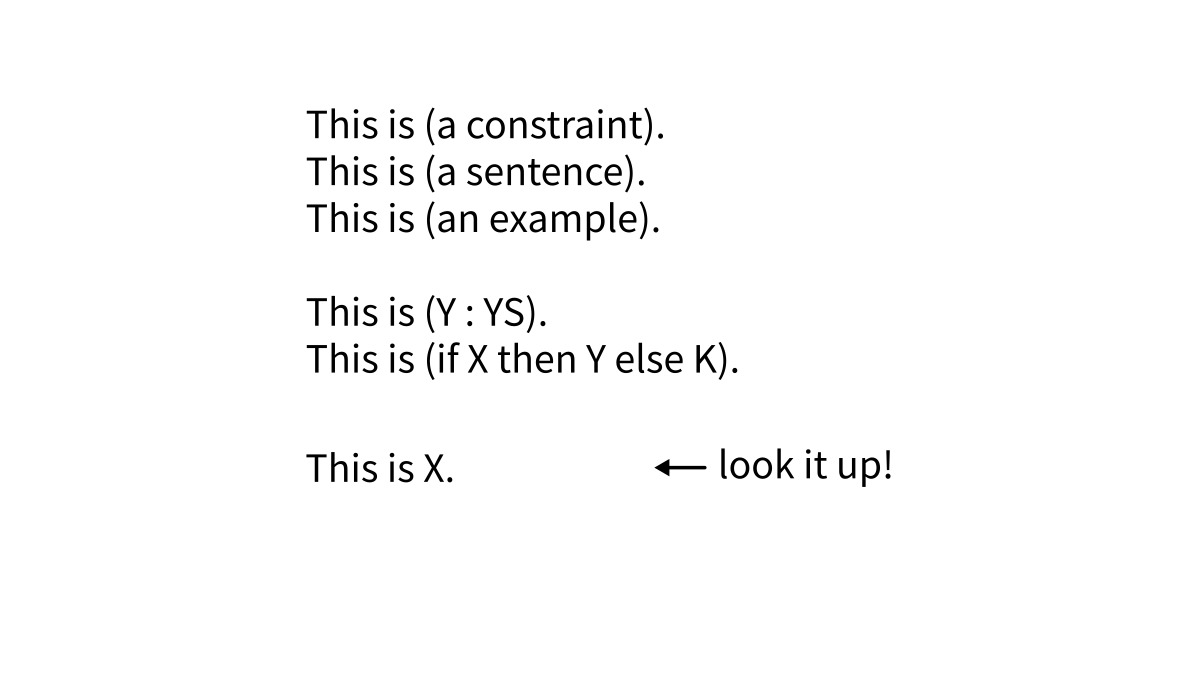 This is (a constraint).
This is (a sentence).
This is (an example).
This is (Y : YS).
This is (if X then Y else K).
This is X.
look it up!